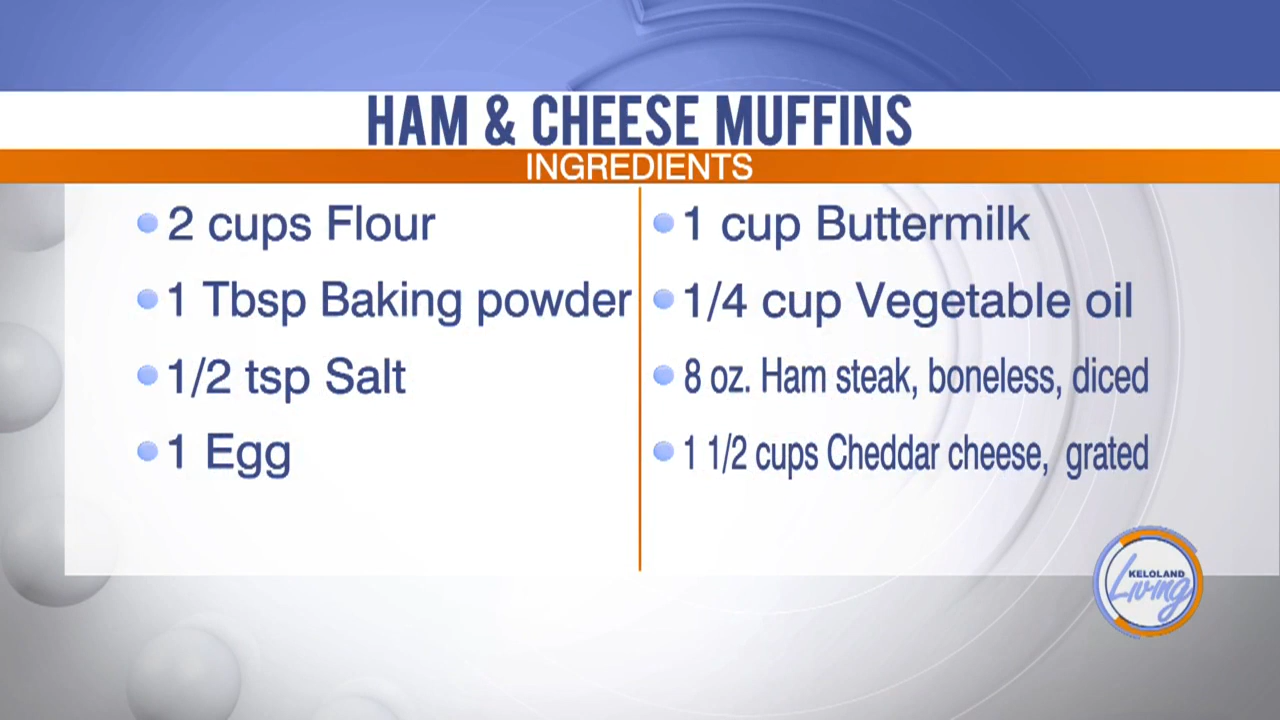 HAM & CHEESE MUFFINS
INGREDIENTS
2 cups Flour
1 Tbsp Baking powder
1/2 tsp Salt
1 Egg
1 cup Buttermilk
1/4 cup Vegetable oil
8 oz. Ham steak, boneless, diced
1 1/2 cups Cheddar cheese, grated
KELOLAND
Living